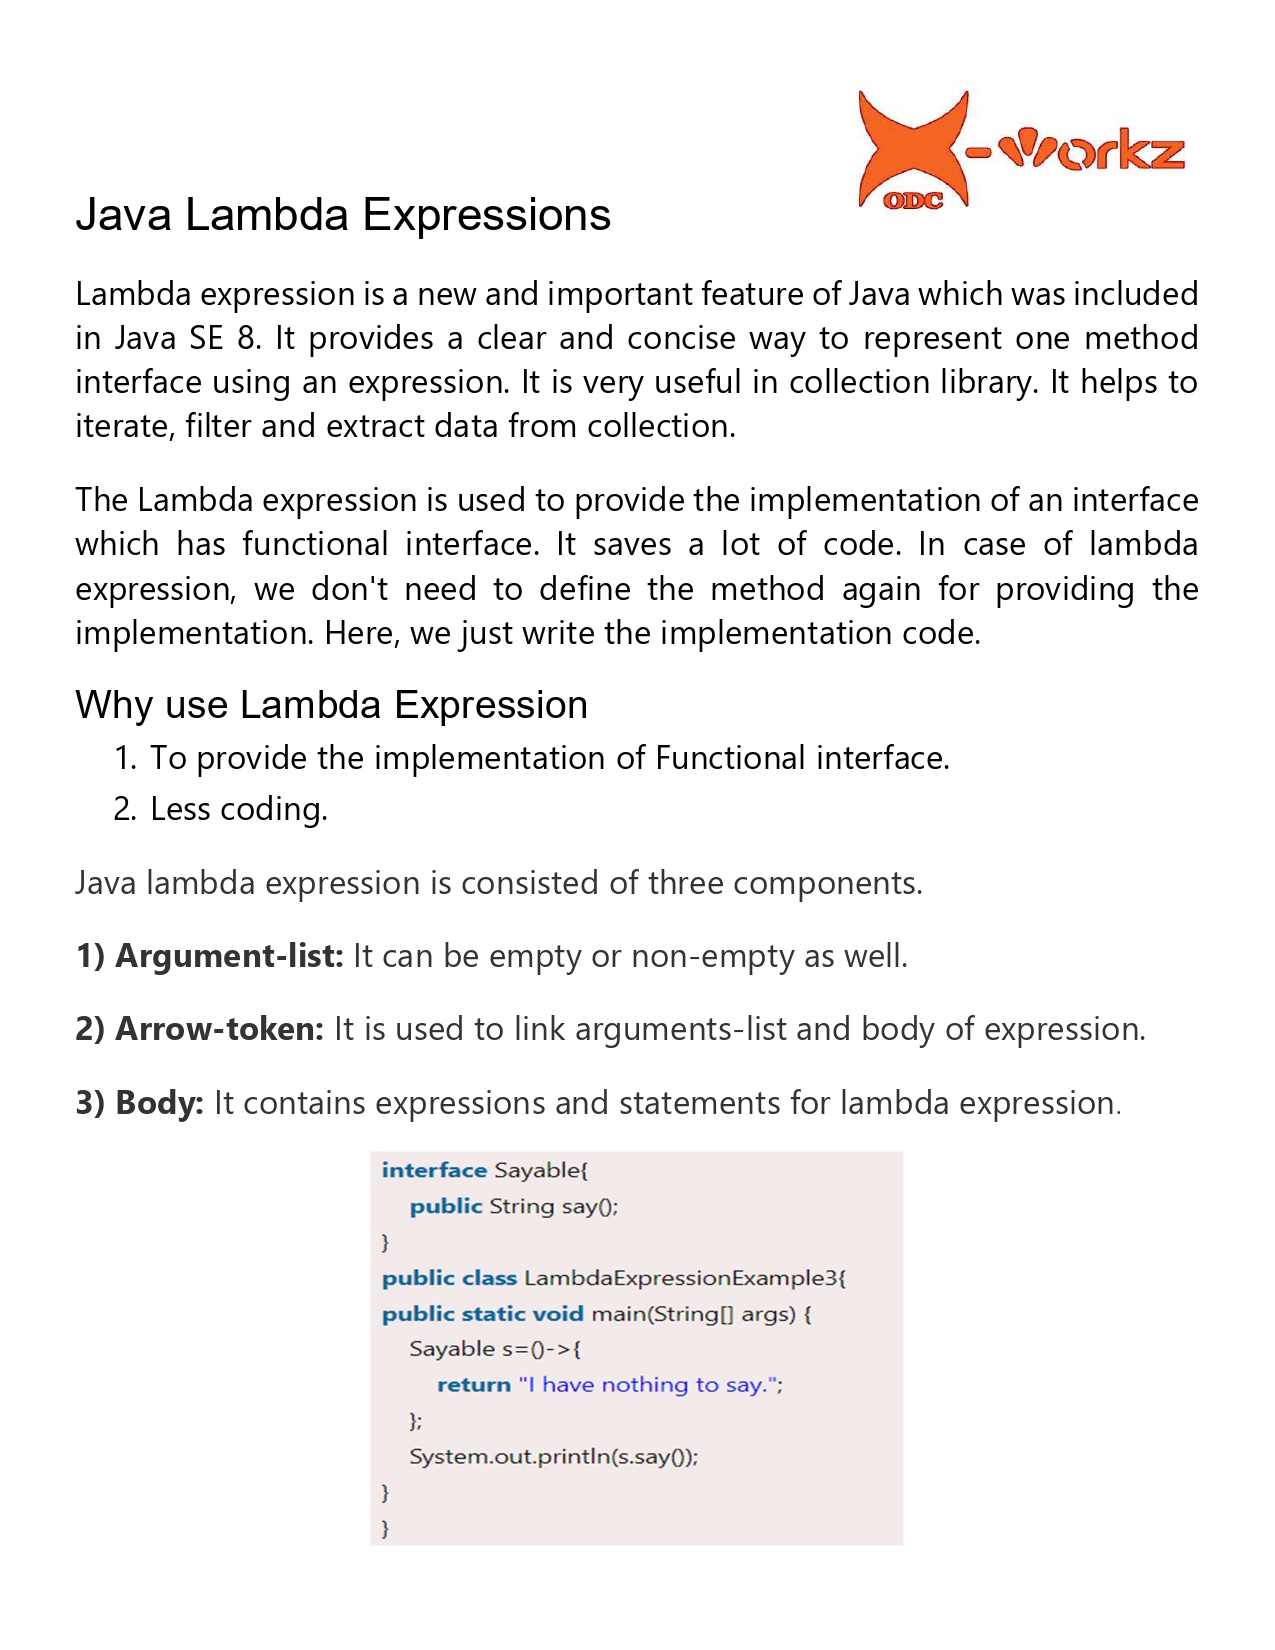 X-workz
ODC
Java Lambda Expressions
Lambda expression is a new and important feature of Java which was included
in Java SE 8. It provides a clear and concise way to represent one method
interface using an expression. It is very useful in collection library. It helps to
iterate, filter and extract data from collection.
The Lambda expression is used to provide the implementation of an interface
which has functional interface. It saves a lot of code. In case of lambda
expression, we don't need to define the method again for providing the
implementation. Here, we just write the implementation code.
Why use Lambda Expression
1. To provide the implementation of Functional interface.
2. Less coding.
Java lambda expression is consisted of three components.
1) Argument-list: It can be empty or non-empty as well.
2) Arrow-token: It is used to link arguments-list and body of expression.
3) Body: It contains expressions and statements for lambda expression.
interface Sayable{
public String say();
}
public class LambdaExpressionExample3{
public static void main(String[] args) {
Sayable s=()->{
return "I have nothing to say.";
};
System.out.println(s.say());
}
}